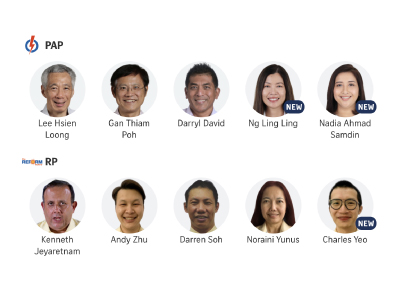 PAP
NEW
NEW
Lee Hsien
Loong
Gan Thiam
Poh
Darryl David
Ng Ling Ling
Nadia Ahmad
Samdin
REFORM
RP
NEW
Kenneth
Jeyaretnam
Andy Zhu
Darren Soh
Noraini Yunus
Charles Yeo